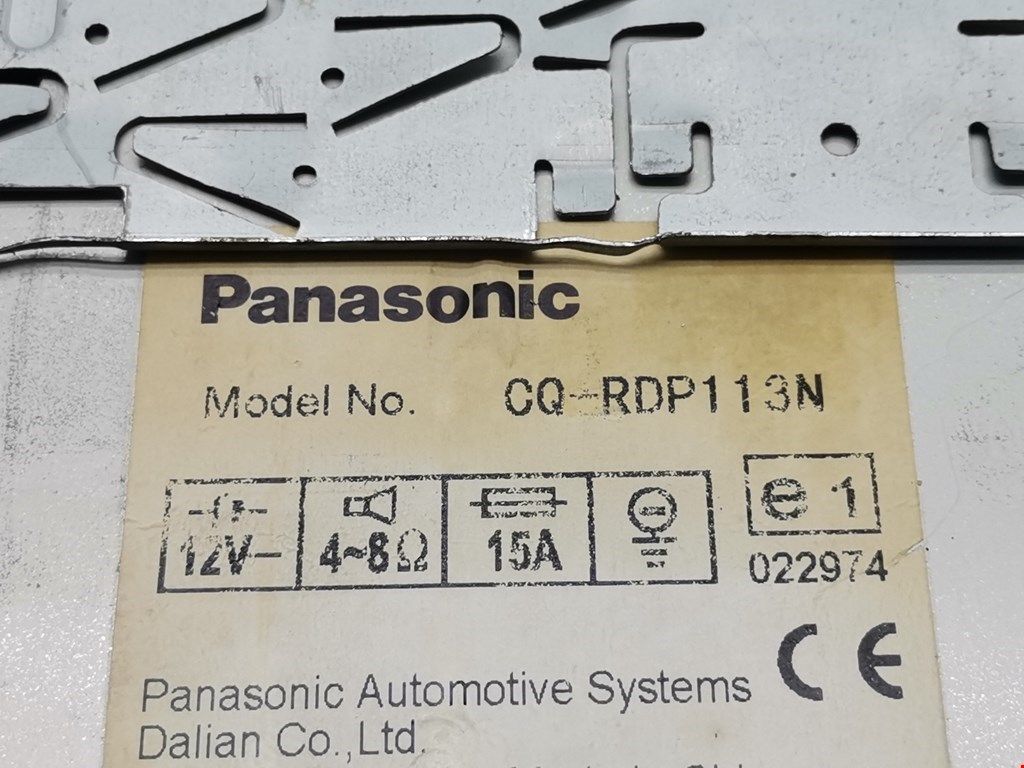 Panasonic
Model No. CQ-RDP113N
12V⎓ 4~8Ω 15A e 1
022974
CE
Panasonic Automotive Systems
Dalian Co.,Ltd.